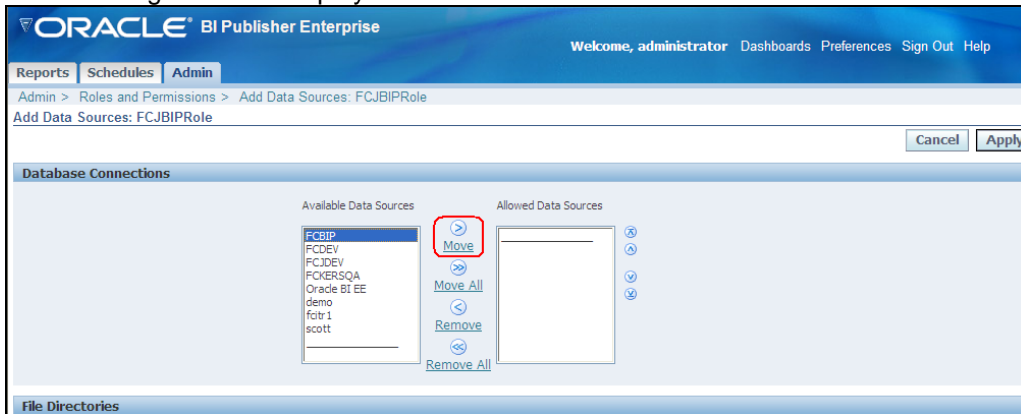 ORACLE® BI Publisher Enterprise
Welcome, administrator Dashboards Preferences Sign Out Help
Reports Schedules Admin
Admin > Roles and Permissions > Add Data Sources: FCJBIPRole
Add Data Sources: FCJBIPRole
Cancel Apply
Database Connections
Available Data Sources Allowed Data Sources
FCBIP
FCDEV
FCJDEV
FCKERSQA
Oracle BI EE
demo
fcitr1
scott
Move
Move All
Remove
Remove All
File Directories